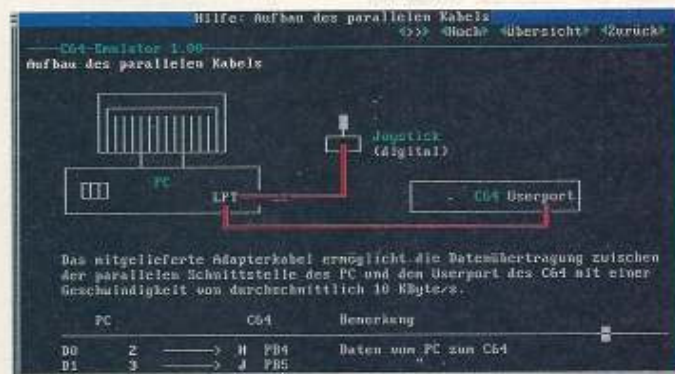 Hilfe: Aufbau des parallelen Kabels
<>>> <Hoch> <Übersicht> <Zurück>
C64-Emulator 1.00
Aufbau des parallelen Kabels
Joystick
(digital)
PC
LPT
C64 Userport
Das mitgelieferte Adapterkabel ermöglicht die Datenübertragung zwischen
der parallelen Schnittstelle des PC und dem Userport des C64 mit einer
Geschwindigkeit von durchschnittlich 10 KByte/s.
PC C64 Bemerkung
D0 2 ——> H PB4 Daten vom PC zum C64
D1 3 ——> J PB5 "